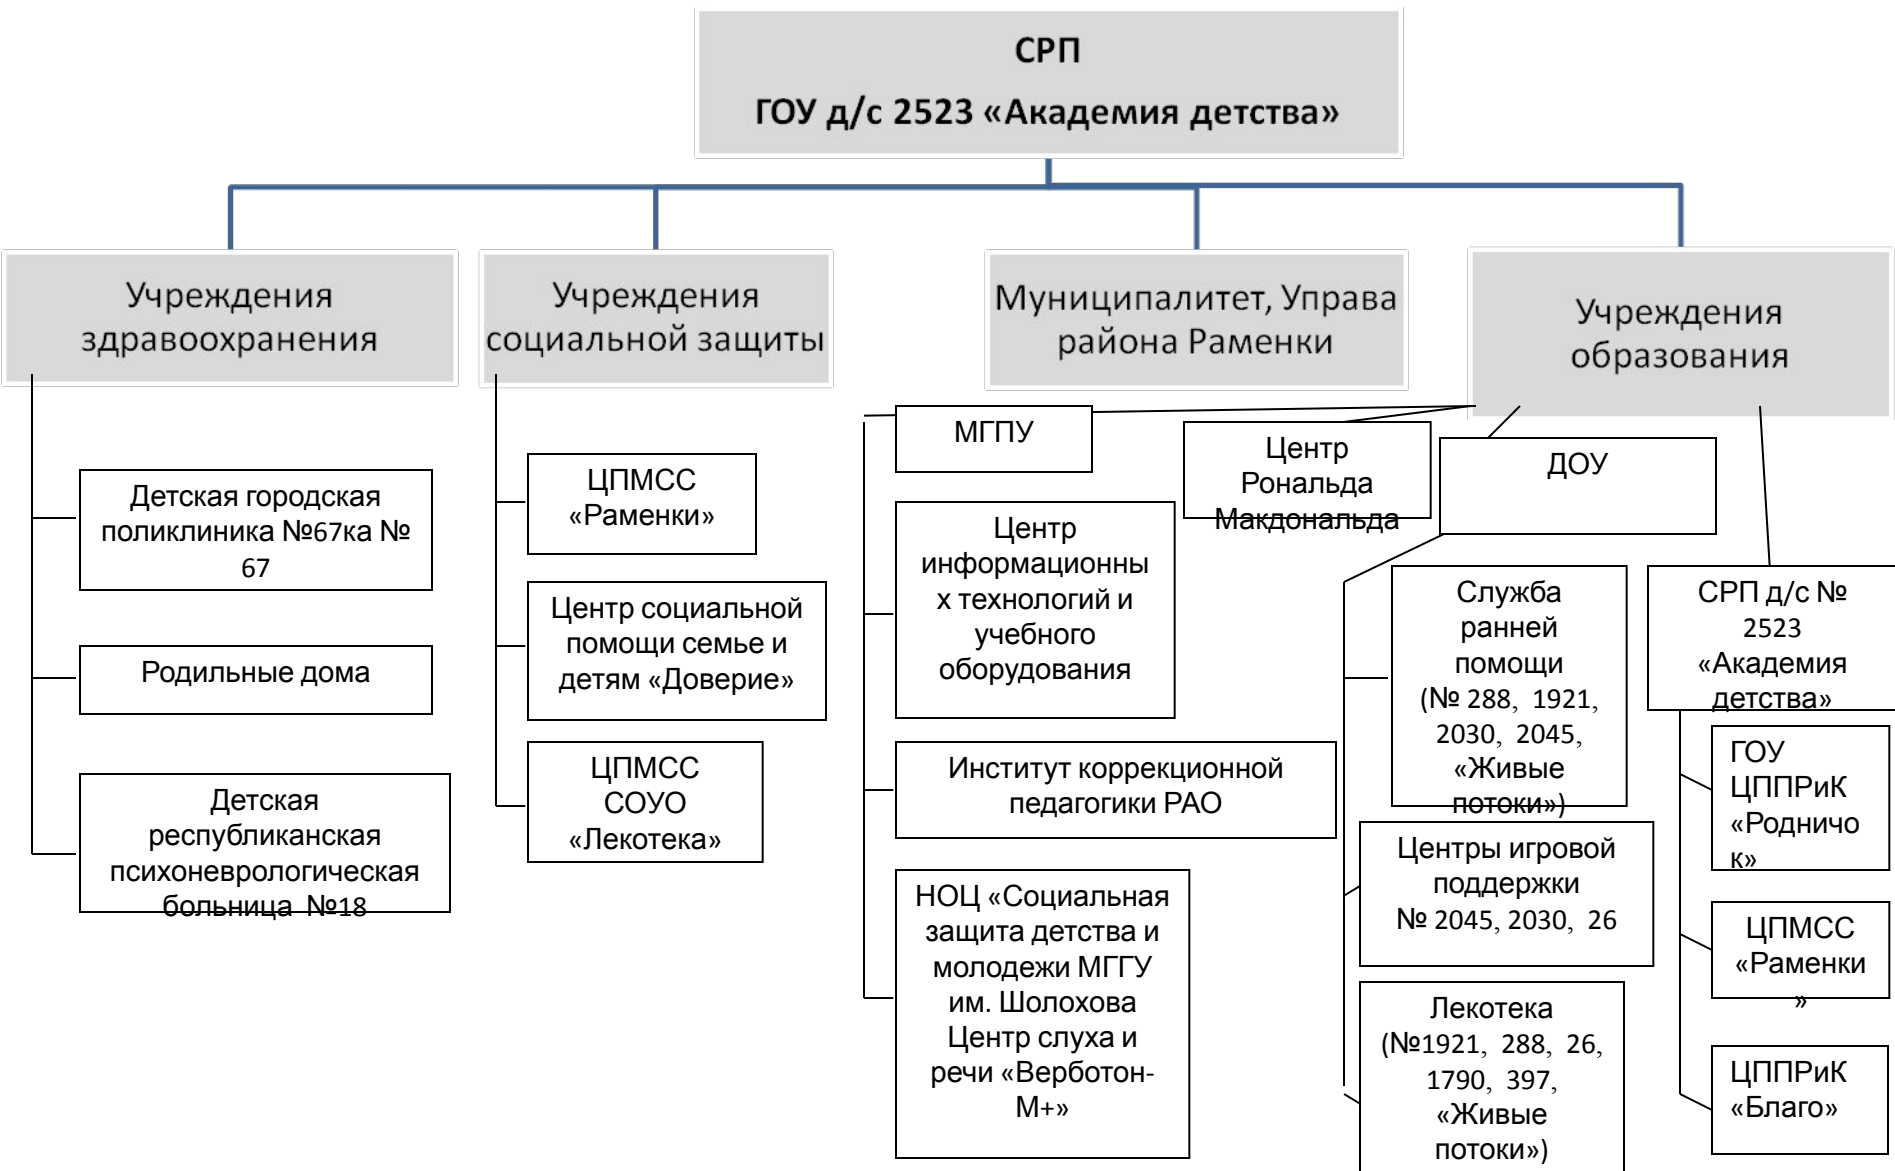 СРП
ГОУ д/с 2523 «Академия детства»
Учреждения
здравоохранения
Учреждения
социальной защиты
Муниципалитет, Управа
района Раменки
Учреждения
образования
Детская городская
поликлиника №67ка №
67
Родильные дома
Детская
республиканская
психоневрологическая
больница №18
ЦПМСС
«Раменки»
Центр социальной
помощи семье и
детям «Доверие»
ЦПМСС
СОУО
«Лекотека»
МГПУ
Центр
информационны
х технологий и
учебного
оборудования
Институт коррекционной
педагогики РАО
НОЦ «Социальная
защита детства и
молодежи МГГУ
им. Шолохова
Центр слуха и
речи «Верботон-
М+»
Центр
Рональда
Макдональда
ДОУ
Служба
ранней
помощи
(№ 288, 1921,
2030, 2045,
«Живые
потоки»)
Центры игровой
поддержки
№ 2045, 2030, 26
Лекотека
(№1921, 288, 26,
1790, 397,
«Живые
потоки»)
СРП д/с №
2523
«Академия
детства»
ГОУ
ЦППРиК
«Родничо
к»
ЦПМСС
«Раменки
»
ЦППРиК
«Благо»